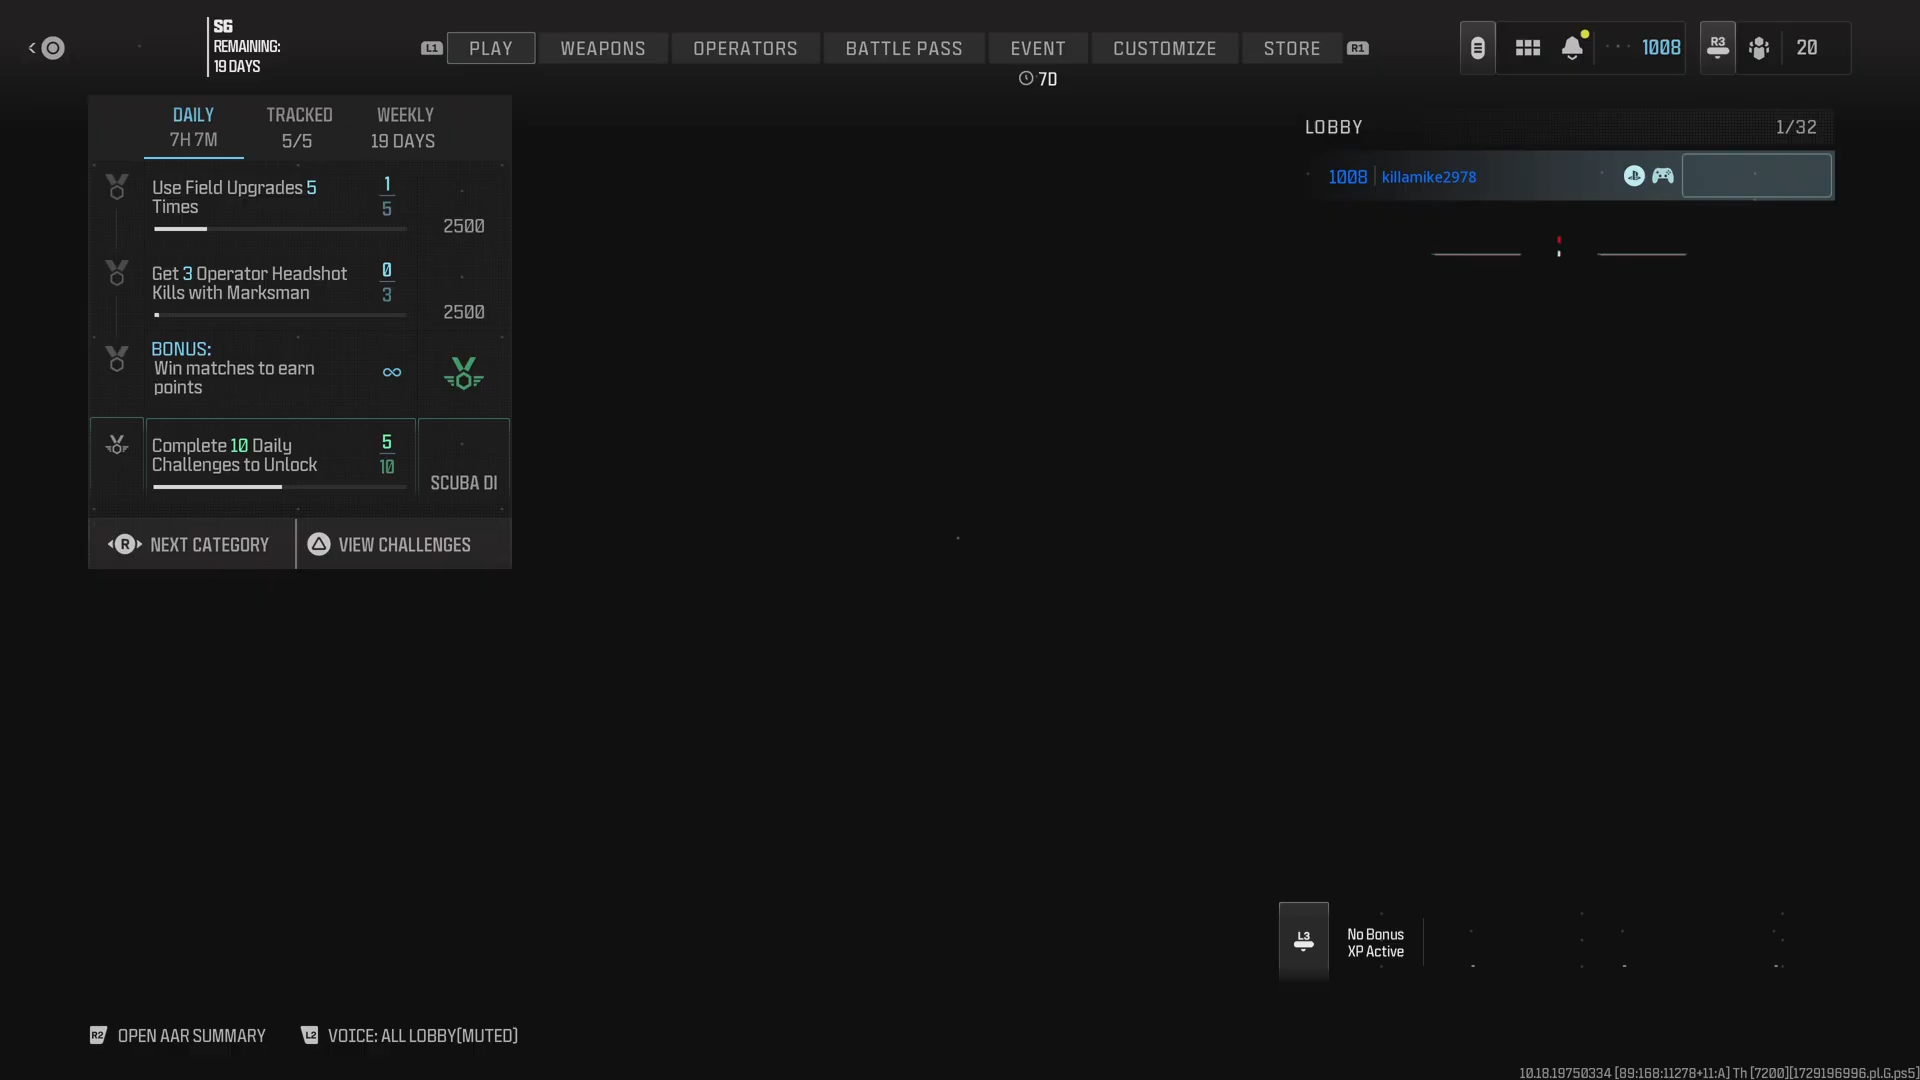 S6
REMAINING:
19 DAYS
L1
PLAY
WEAPONS
OPERATORS
BATTLE PASS
EVENT
CUSTOMIZE
STORE
R1
7D
1008
R3
20
DAILY
7H 7M
TRACKED
5/5
WEEKLY
19 DAYS
Use Field Upgrades 5
Times
1
5
2500
Get 3 Operator Headshot
Kills with Marksman
0
3
2500
BONUS:
Win matches to earn
points
∞
Complete 10 Daily
Challenges to Unlock
5
10
SCUBA DI
R NEXT CATEGORY
VIEW CHALLENGES
LOBBY
1/32
1008 killamike2978
L3
No Bonus
XP Active
R2 OPEN AAR SUMMARY
L2 VOICE: ALL LOBBY(MUTED)
10.18.19750334 [89:168:11278+11:A] Th [7200][1729196996.pl.G.ps5]